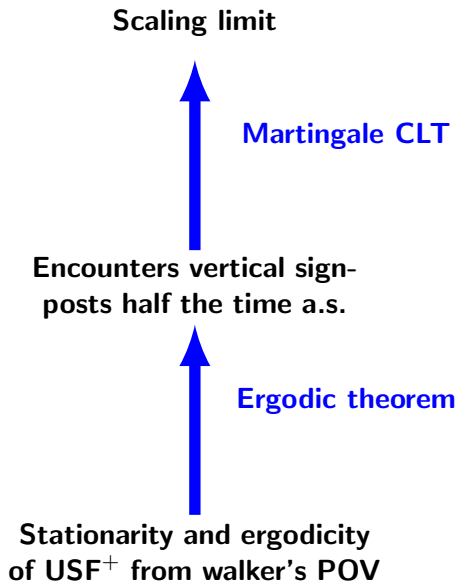 Scaling limit
Martingale CLT
Encounters vertical sign-
posts half the time a.s.
Ergodic theorem
Stationarity and ergodicity
of USF⁺ from walker's POV